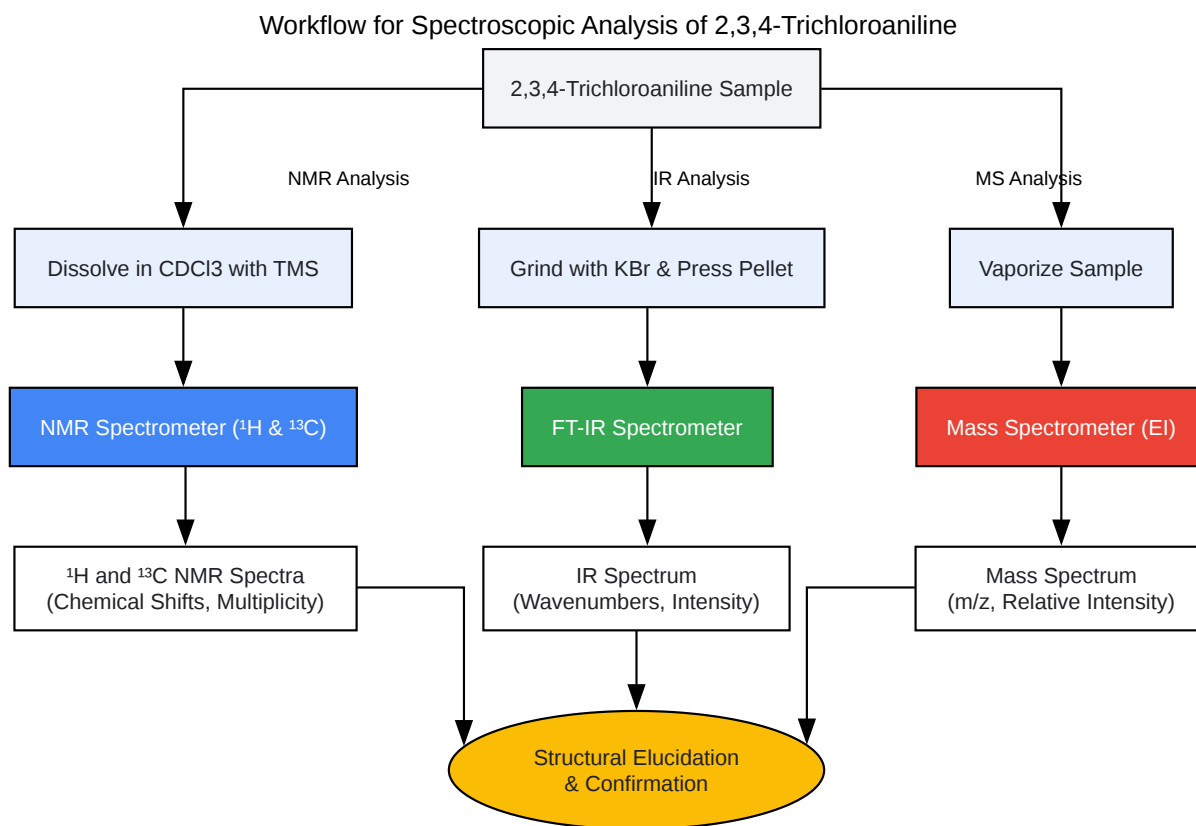 Workflow for Spectroscopic Analysis of 2,3,4-Trichloroaniline
2,3,4-Trichloroaniline Sample
NMR Analysis
IR Analysis
MS Analysis
Dissolve in CDCl3 with TMS
Grind with KBr & Press Pellet
Vaporize Sample
NMR Spectrometer (¹H & ¹³C)
FT-IR Spectrometer
Mass Spectrometer (EI)
¹H and ¹³C NMR Spectra
(Chemical Shifts, Multiplicity)
IR Spectrum
(Wavenumbers, Intensity)
Mass Spectrum
(m/z, Relative Intensity)
Structural Elucidation
& Confirmation